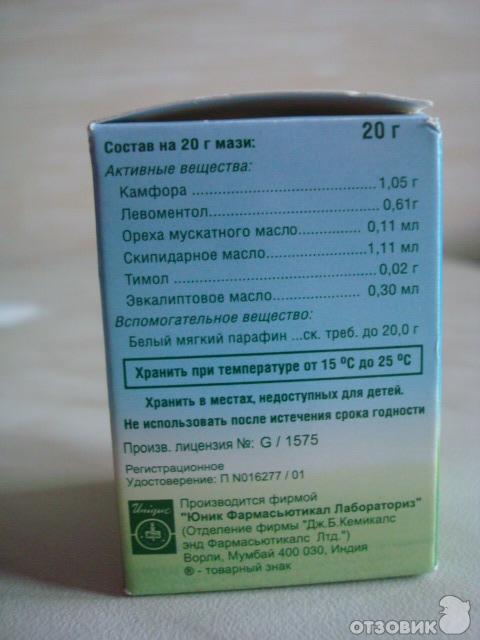 Состав на 20 г мази: 20 г
Активные вещества:
Камфора ........................................ 1,05 г
Левоментол..................................... 0,61г
Ореха мускатного масло................ 0,11 мл
Скипидарное масло...................... 1,11 мл
Тимол ............................................ 0,02 г
Эвкалиптовое масло..................... 0,30 мл
Вспомогательное вещество:
Белый мягкий парафин ...ск. треб. до 20,0 г
Хранить при температуре от 15 ºС до 25 ºС
Хранить в местах, недоступных для детей.
Не использовать после истечения срока годности
Произв. лицензия №: G / 1575
Регистрационное
Удостоверение: П N016277 / 01
Unique
Производится фирмой
"Юник Фармасьютикал Лабораториз"
(Отделение фирмы "Дж.Б.Кемикалс
энд Фармасьютикалс Лтд.")
Ворли, Мумбай 400 030, Индия
® - товарный знак
ОТЗОВИК